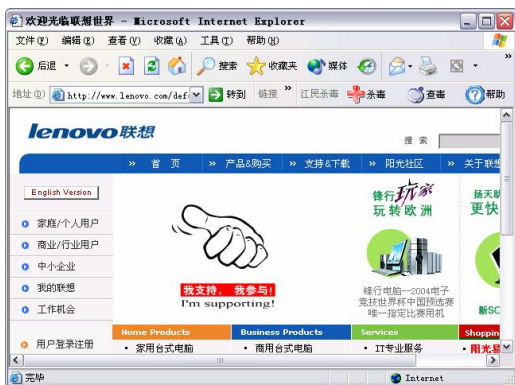 欢迎光临联想世界 - Microsoft Internet Explorer
文件(F) 编辑(E) 查看(V) 收藏(A) 工具(T) 帮助(H)
后退 搜索 收藏夹 媒体 »
地址(D) http://www.lenovo.com/def 转到 链接 » 江民杀毒 杀毒 查毒 帮助
lenovo联想
搜 索
» 首 页 » 产品&购买 » 支持&下载 » 阳光社区 » 关于联想
English Version
家庭/个人用户
商业/行业用户
中小企业
我的联想
工作机会
用户登录注册
我支持, 我参与!
I'm supporting!
锋行玩家
玩转欧洲
锋行电脑--2004电子
竞技世界杯中国预选赛
唯一指定比赛用机
扬天
更快
新SC
Home Products Business Products Services Shoppin
· 家用台式电脑 · 商用台式电脑 · IT专业服务 · 阳光
完毕 Internet